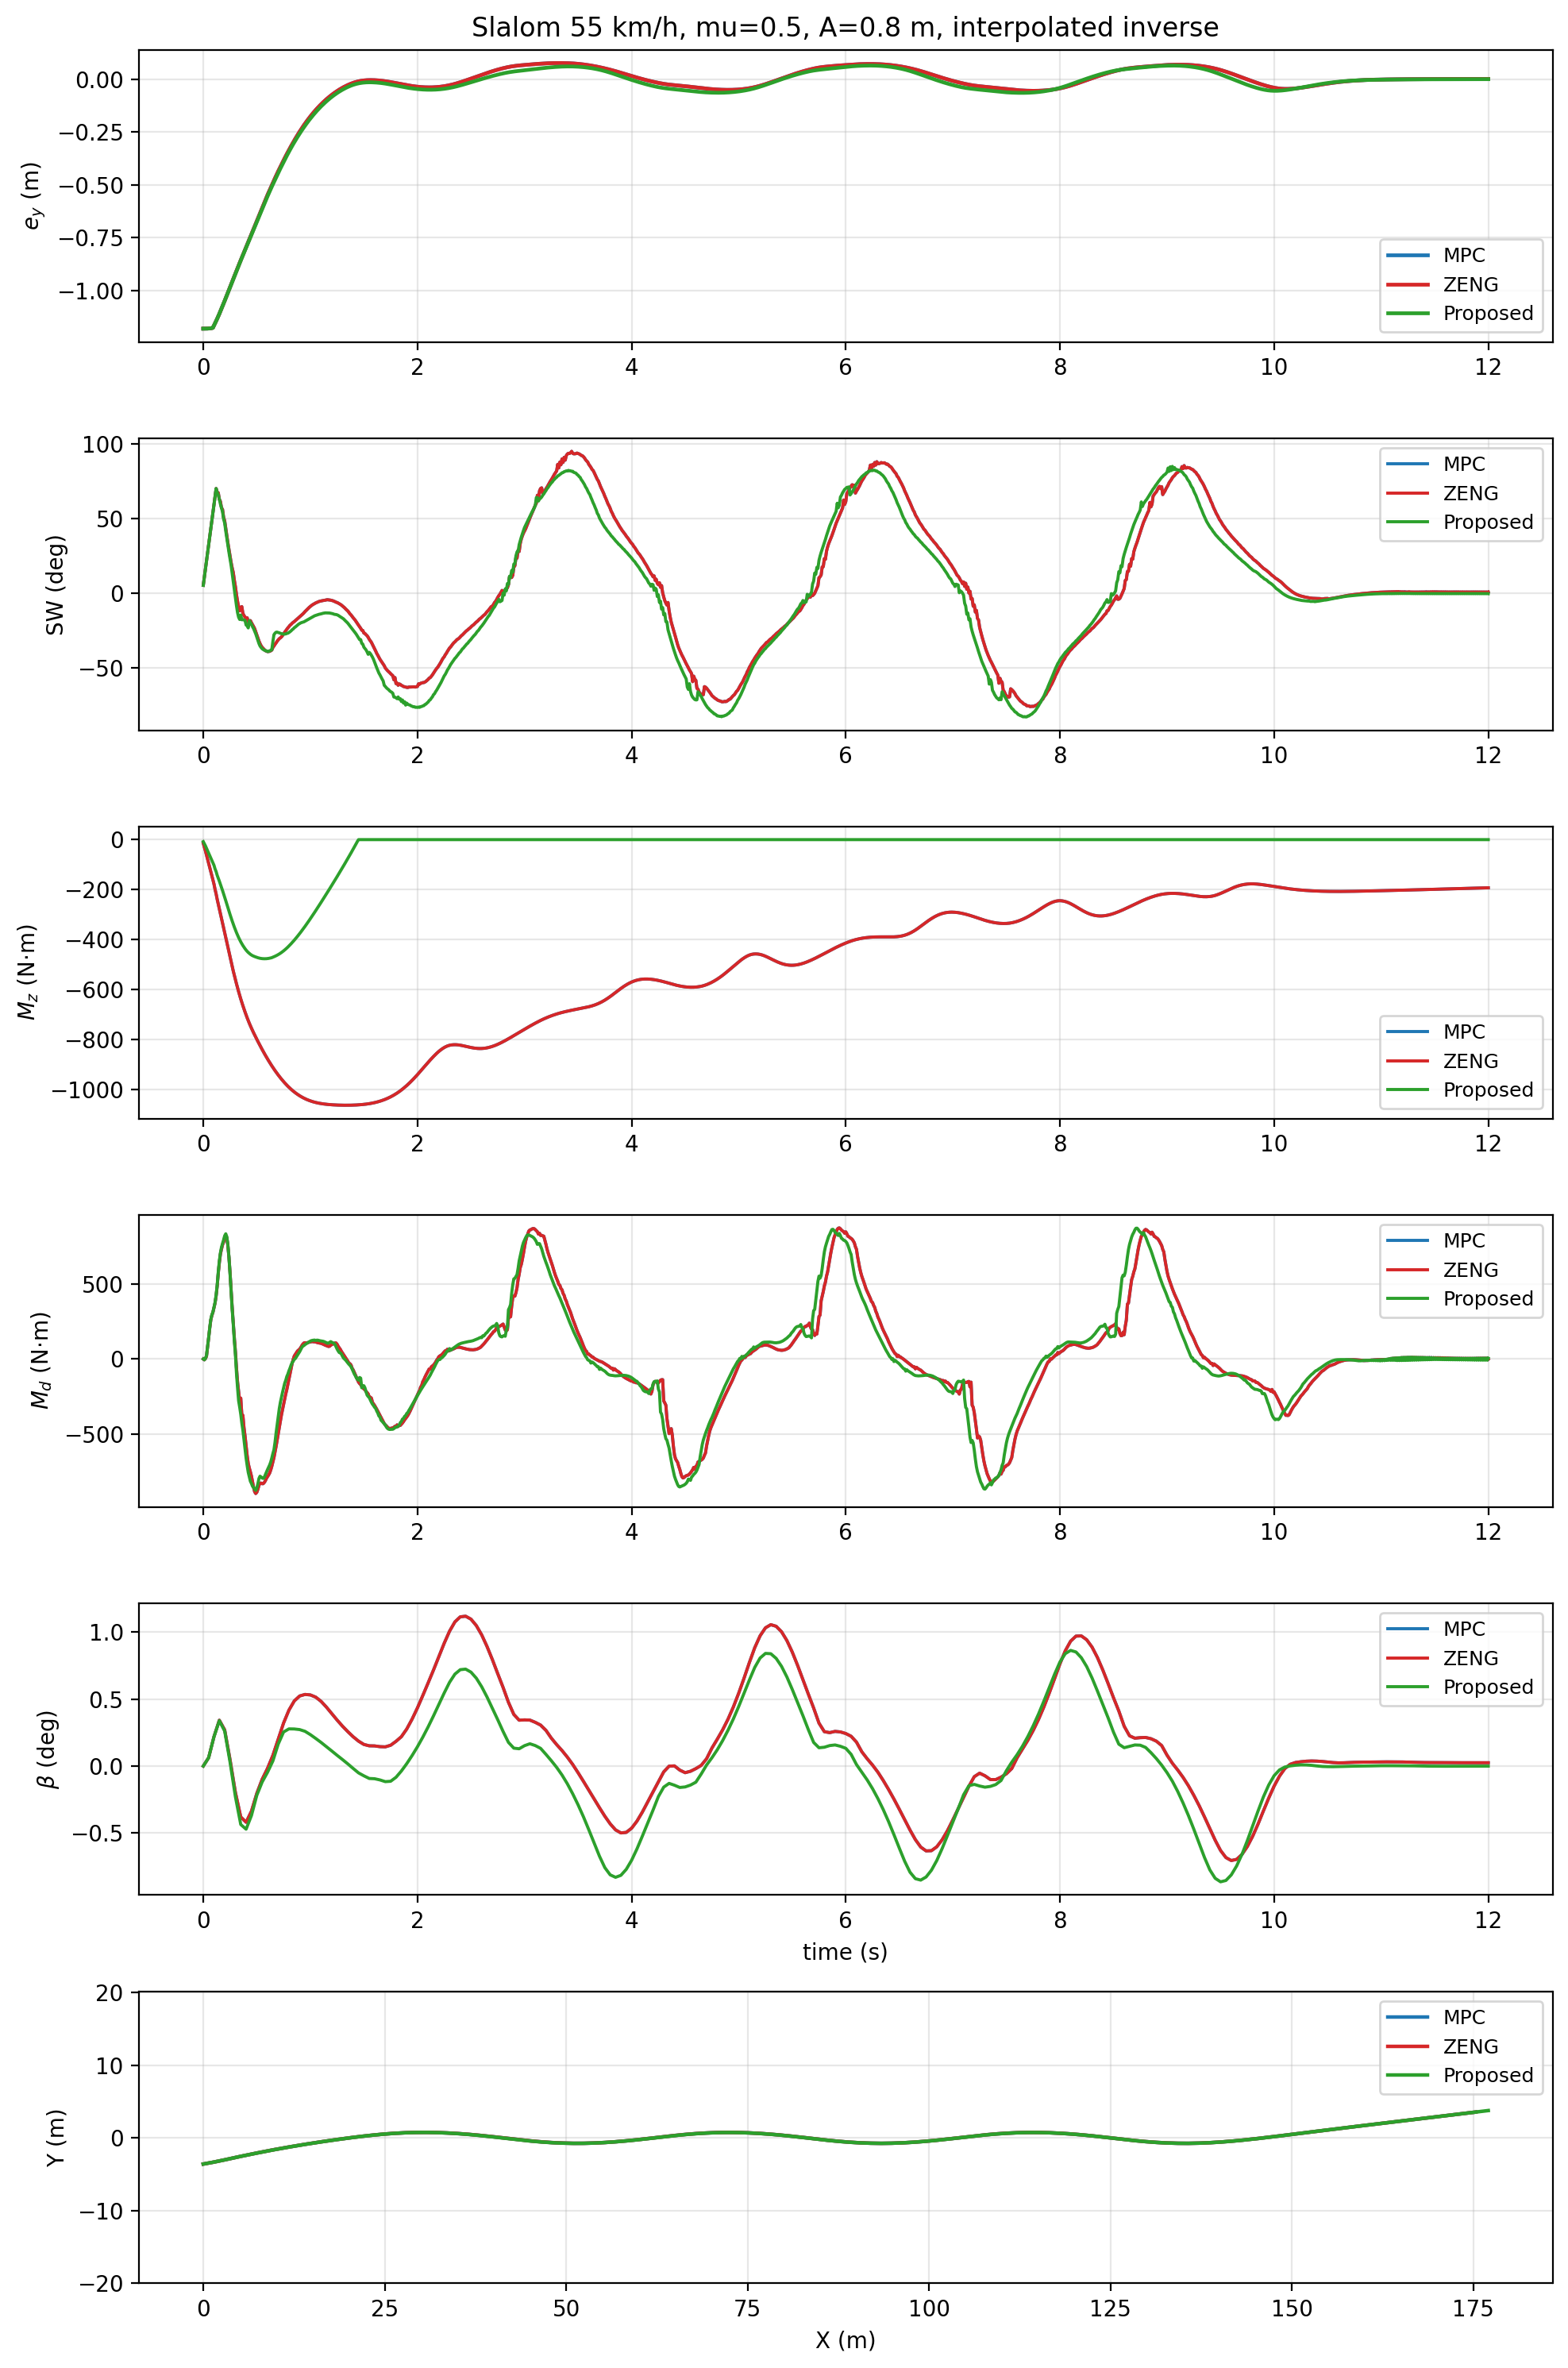 Slalom 55 km/h, mu=0.5, A=0.8 m, interpolated inverse
e_y (m)
0.00
−0.25
−0.50
−0.75
−1.00
MPC
ZENG
Proposed
0 2 4 6 8 10 12
SW (deg)
100
50
0
−50
MPC
ZENG
Proposed
0 2 4 6 8 10 12
M_z (N·m)
0
−200
−400
−600
−800
−1000
MPC
ZENG
Proposed
0 2 4 6 8 10 12
M_d (N·m)
500
0
−500
MPC
ZENG
Proposed
0 2 4 6 8 10 12
β (deg)
1.0
0.5
0.0
−0.5
MPC
ZENG
Proposed
0 2 4 6 8 10 12
time (s)
Y (m)
20
10
0
−10
−20
MPC
ZENG
Proposed
0 25 50 75 100 125 150 175
X (m)